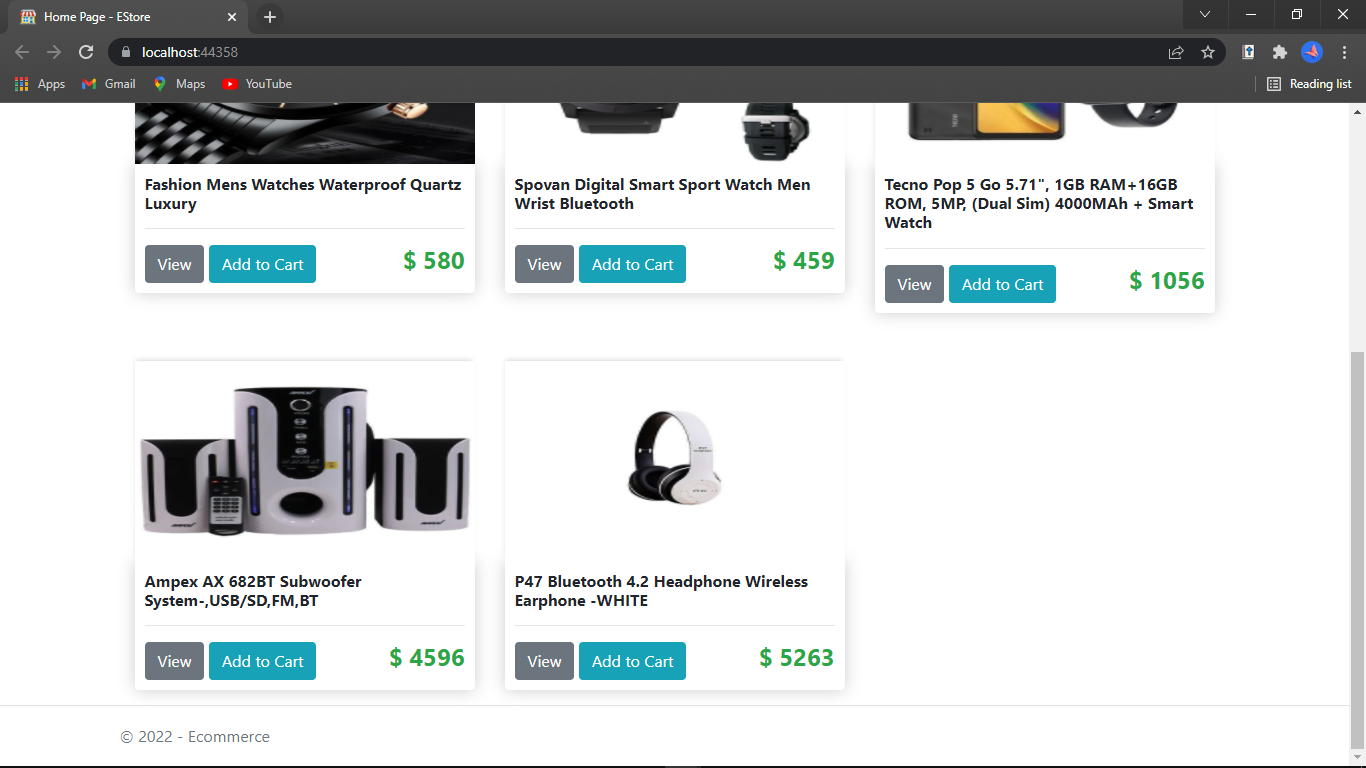 Home Page - EStore
localhost:44358
Apps
Gmail
Maps
YouTube
Reading list
Fashion Mens Watches Waterproof Quartz
Luxury
View
Add to Cart
$ 580
Spovan Digital Smart Sport Watch Men
Wrist Bluetooth
View
Add to Cart
$ 459
Tecno Pop 5 Go 5.71", 1GB RAM+16GB
ROM, 5MP, (Dual Sim) 4000MAh + Smart
Watch
View
Add to Cart
$ 1056
Ampex AX 682BT Subwoofer
System-,USB/SD,FM,BT
View
Add to Cart
$ 4596
P47 Bluetooth 4.2 Headphone Wireless
Earphone -WHITE
View
Add to Cart
$ 5263
© 2022 - Ecommerce